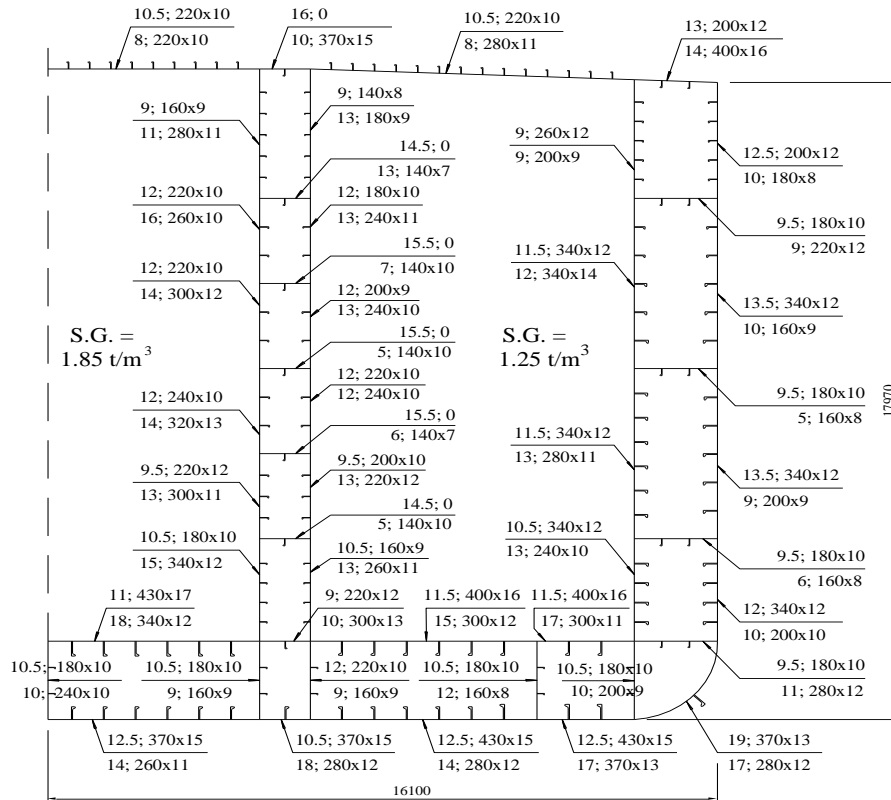 10.5; 220x10
8; 220x10
16; 0
10; 370x15
10.5; 220x10
8; 280x11
13; 200x12
14; 400x16
9; 160x9
11; 280x11
9; 140x8
13; 180x9
14.5; 0
13; 140x7
9; 260x12
9; 200x9
12.5; 200x12
10; 180x8
12; 220x10
16; 260x10
12; 180x10
13; 240x11
9.5; 180x10
9; 220x12
15.5; 0
7; 140x10
11.5; 340x12
12; 340x14
12; 220x10
14; 300x12
12; 200x9
13; 240x10
13.5; 340x12
10; 160x9
S.G. =
1.85 t/m3
S.G. =
1.25 t/m3
15.5; 0
5; 140x10
12; 220x10
12; 240x10
9.5; 180x10
5; 160x8
17970
12; 240x10
14; 320x13
15.5; 0
6; 140x7
11.5; 340x12
13; 280x11
9.5; 220x12
13; 300x11
9.5; 200x10
13; 220x12
13.5; 340x12
9; 200x9
14.5; 0
5; 140x10
10.5; 340x12
13; 240x10
10.5; 180x10
15; 340x12
10.5; 160x9
13; 260x11
9.5; 180x10
6; 160x8
11; 430x17
18; 340x12
9; 220x12
10; 300x13
11.5; 400x16
15; 300x12
11.5; 400x16
17; 300x11
12; 340x12
10; 200x10
10.5; 180x10
10; 240x10
10.5; 180x10
9; 160x9
12; 220x10
9; 160x9
10.5; 180x10
12; 160x8
10.5; 180x10
10; 200x9
9.5; 180x10
11; 280x12
12.5; 370x15
14; 260x11
10.5; 370x15
18; 280x12
12.5; 430x15
14; 280x12
12.5; 430x15
17; 370x13
19; 370x13
17; 280x12
16100